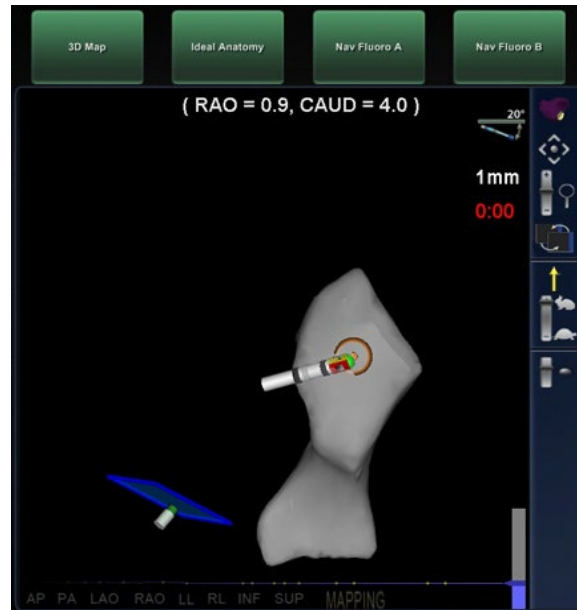 3D Map
Ideal Anatomy
Nav Fluoro A
Nav Fluoro B
( RAO = 0.9, CAUD = 4.0 )
20°
1mm
0:00
AP PA LAO RAO LL RL INF SUP MAPPING